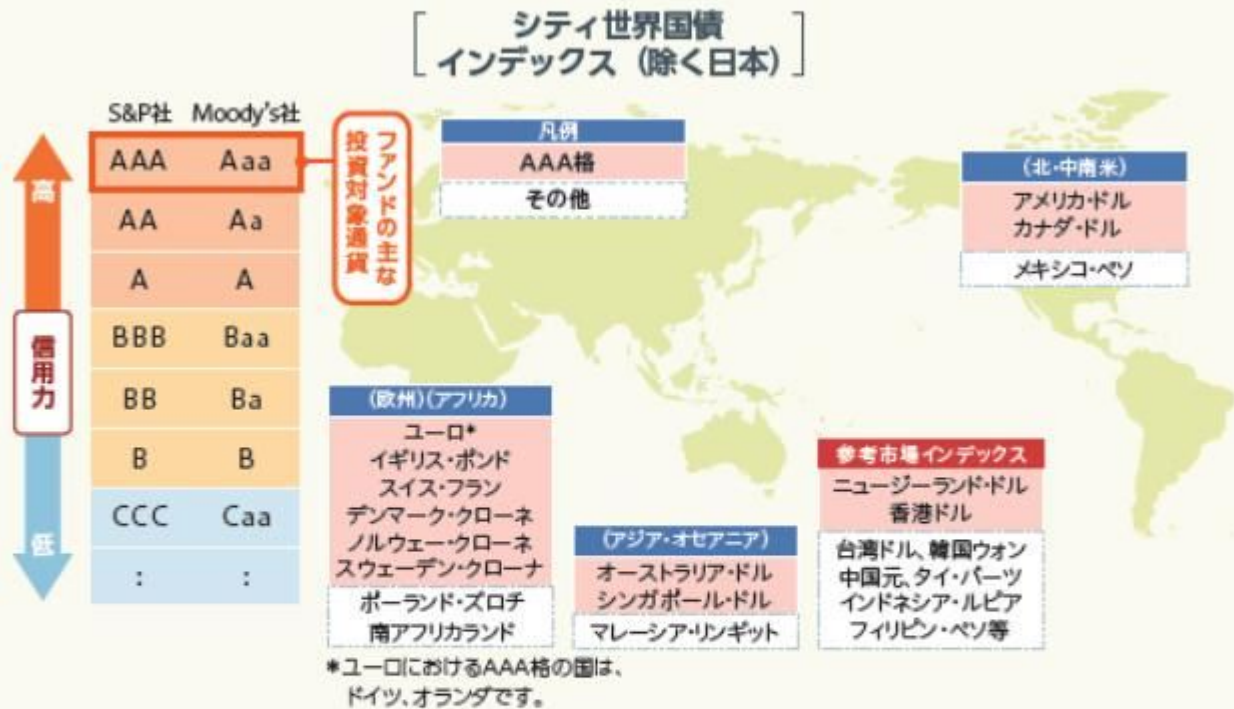 シティ世界国債
インデックス（除く日本）
S&P社 Moody's社
AAA Aaa
AA Aa
A A
BBB Baa
BB Ba
B B
CCC Caa
: :
高
信用力
低
ファンドの主な
投資対象通貨
凡例
AAA格
その他
(北・中南米)
アメリカ・ドル
カナダ・ドル
メキシコ・ペソ
(欧州)(アフリカ)
ユーロ*
イギリス・ポンド
スイス・フラン
デンマーク・クローネ
ノルウェー・クローネ
スウェーデン・クローナ
ポーランド・ズロチ
南アフリカランド
*ユーロにおけるAAA格の国は、
ドイツ、オランダです。
(アジア・オセアニア)
オーストラリア・ドル
シンガポール・ドル
マレーシア・リンギット
参考市場インデックス
ニュージーランド・ドル
香港ドル
台湾ドル、韓国ウォン
中国元、タイ・バーツ
インドネシア・ルピア
フィリピン・ペソ等